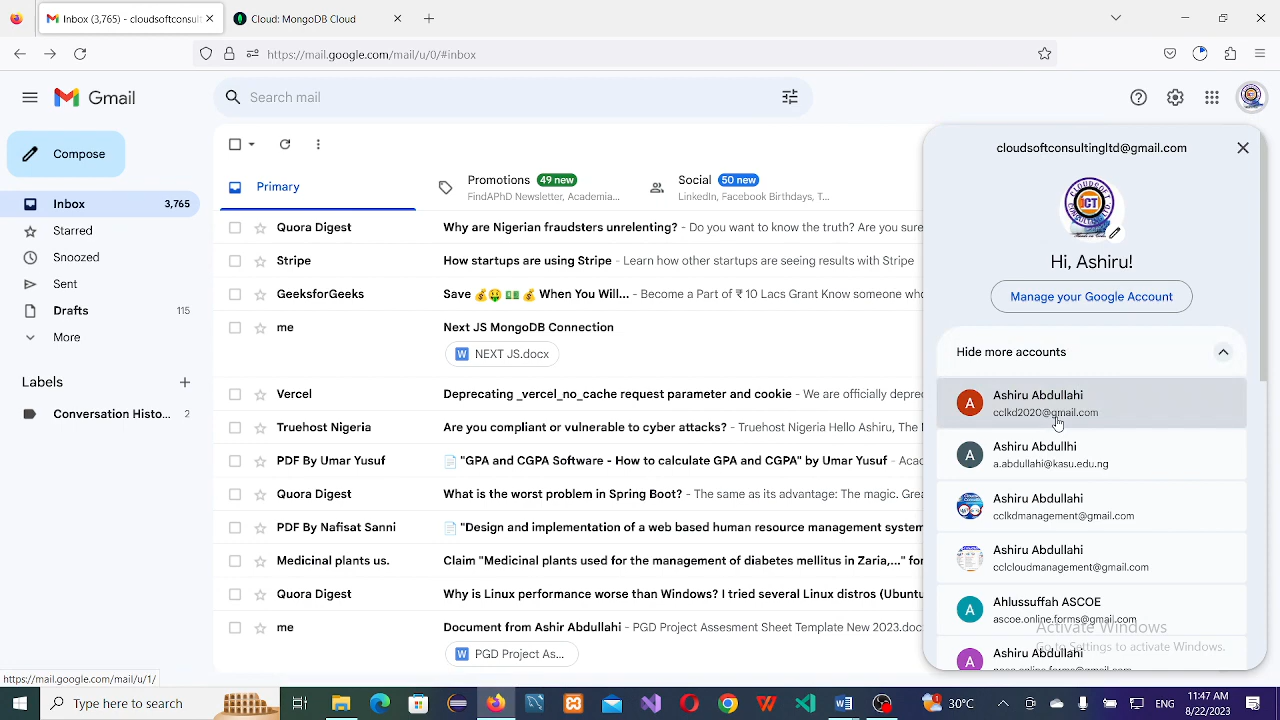 Inbox (3,765) - cloudsoftconsult
Cloud: MongoDB Cloud
https://mail.google.com/mail/u/0/#inbox
Gmail
Search mail
Compose
Inbox 3,765
Starred
Snoozed
Sent
Drafts 115
More
Labels
Conversation Histo... 2
Primary
Promotions 49 new
FindAPhD Newsletter, Academia...
Social 50 new
LinkedIn, Facebook Birthdays, T...
Quora Digest Why are Nigerian fraudsters unrelenting? - Do you want to know the truth? Are you sure
Stripe How startups are using Stripe - Learn how other startups are seeing results with Stripe
GeeksforGeeks Save 💰🤑 💵 💰 When You Will... - Become a Part of ₹ 10 Lacs Grant Know someone who
me Next JS MongoDB Connection
W NEXT JS.docx
Vercel Deprecating _vercel_no_cache request parameter and cookie - We are officially depre
Truehost Nigeria Are you compliant or vulnerable to cyber attacks? - Truehost Nigeria Hello Ashiru, The
PDF By Umar Yusuf 📄 "GPA and CGPA Software - How to calculate GPA and CGPA" by Umar Yusuf - Aca
Quora Digest What is the worst problem in Spring Boot? - The same as its advantage: The magic. Grea
PDF By Nafisat Sanni 📄 "Design and implementation of a web based human resource management system
Medicinal plants us. Claim "Medicinal plants used for the management of diabetes mellitus in Zaria,..." for
Quora Digest Why is Linux performance worse than Windows? I tried several Linux distros (Ubuntu
me Document from Ashir Abdullahi - PGD Project Assesment Sheet Template New 2023.doc
W PGD Project As...
cloudsoftconsultingltd@gmail.com
CT
Hi, Ashiru!
Manage your Google Account
Hide more accounts
A Ashiru Abdullahi
cclkd2020@gmail.com
A Ashiru Abdullhi
a.abdullahi@kasu.edu.ng
Ashiru Abdullahi
cclkdmanagement@gmail.com
Ashiru Abdullahi
cclcloudmanagement@gmail.com
A Ahlussuffah ASCOE
ascoe.online.forms@gmail.com
A Ashiru Abdullahi
Activate Windows
Go to Settings to activate Windows.
https://mail.google.com/mail/u/1/
Type here to search
30°C
ENG
11:47 AM
8/22/2023